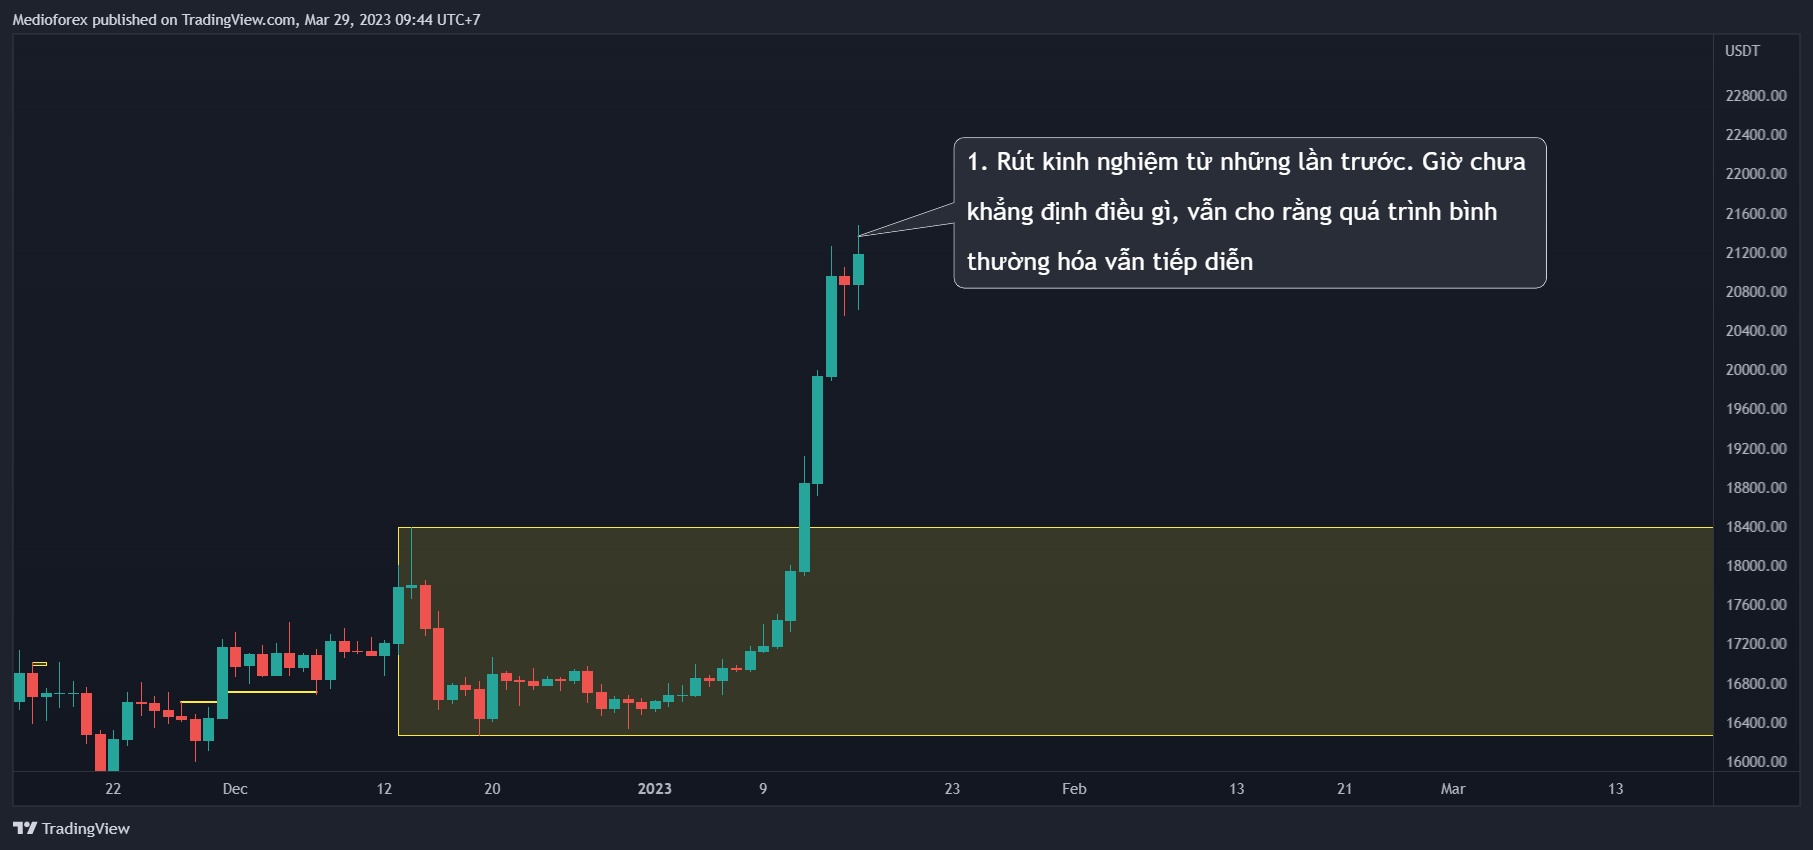 Medioforex published on TradingView.com, Mar 29, 2023 09:44 UTC+7
USDT
22800.00
22400.00
1. Rút kinh nghiệm từ những lần trước. Giờ chưa
khẳng định điều gì, vẫn cho rằng quá trình bình
thường hóa vẫn tiếp diễn
22000.00
21600.00
21200.00
20800.00
20400.00
20000.00
19600.00
19200.00
18800.00
18400.00
18000.00
17600.00
17200.00
16800.00
16400.00
16000.00
22 Dec 12 20 2023 9 23 Feb 13 21 Mar 13
TradingView